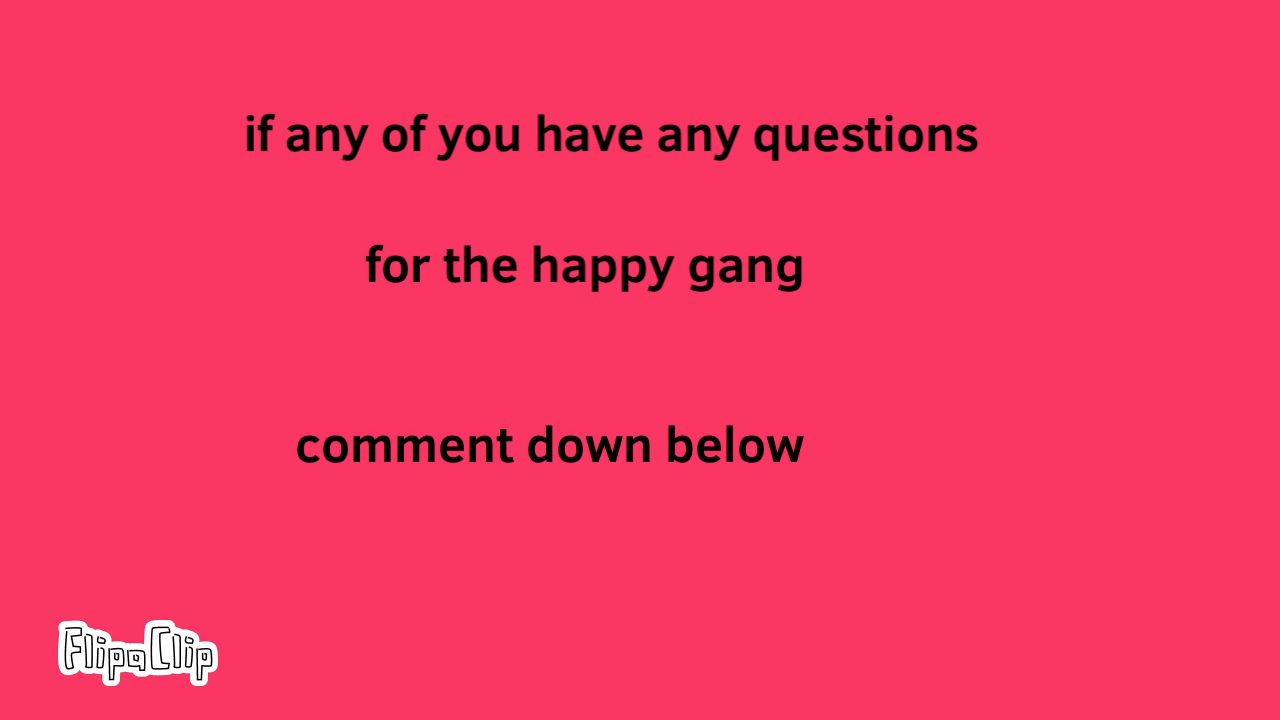 if any of you have any questions
for the happy gang
comment down below
FlipaClip